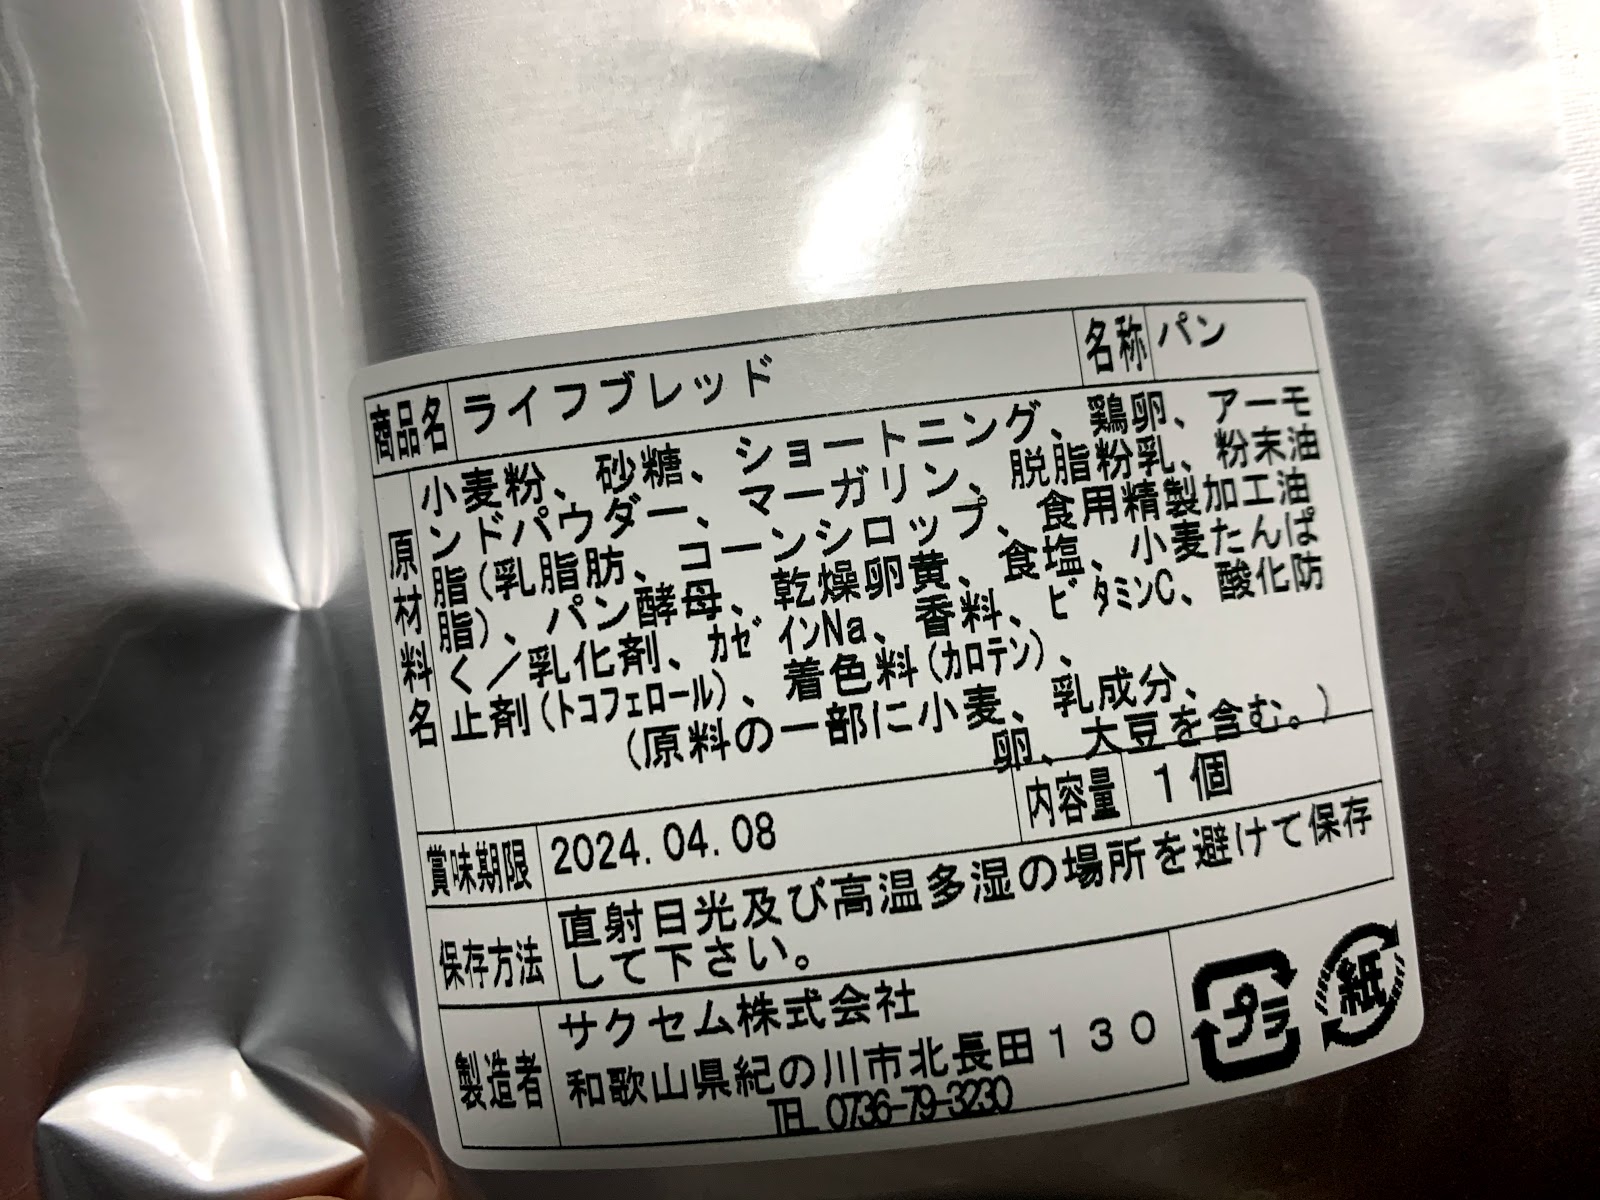 商品名 ライフブレッド 名称 パン
原材料名
小麦粉、砂糖、ショートニング、鶏卵、アーモ
ンドパウダー、マーガリン、脱脂粉乳、粉末油
脂(乳脂肪、コーンシロップ、食用精製加工油
脂)、パン酵母、乾燥卵黄、食塩、小麦たんぱ
く/乳化剤、ｶｾﾞｲﾝNa、香料、ﾋﾞﾀﾐﾝC、酸化防
止剤(ﾄｺﾌｪﾛｰﾙ)、着色料(ｶﾛﾃﾝ)、
(原料の一部に小麦、乳成分、
卵、大豆を含む。)
賞味期限 2024.04.08 内容量 1個
保存方法 直射日光及び高温多湿の場所を避けて保存
して下さい。
製造者 サクセム株式会社
和歌山県紀の川市北長田130
TEL 0736-79-3230
プラ 紙